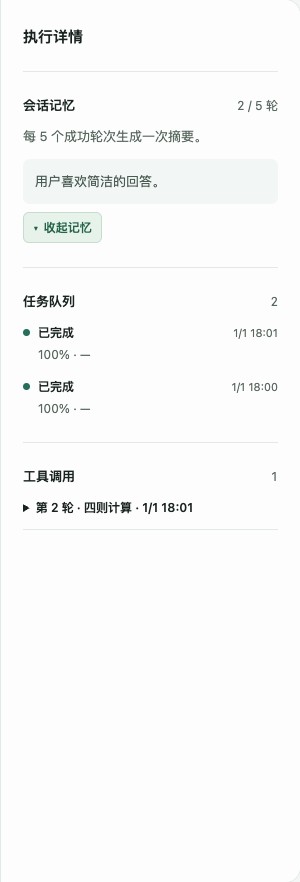 执行详情
会话记忆 2 / 5 轮
每 5 个成功轮次生成一次摘要。
用户喜欢简洁的回答。
▾ 收起记忆
任务队列 2
已完成 1/1 18:01
100% · —
已完成 1/1 18:00
100% · —
工具调用 1
▶ 第 2 轮 · 四则计算 · 1/1 18:01